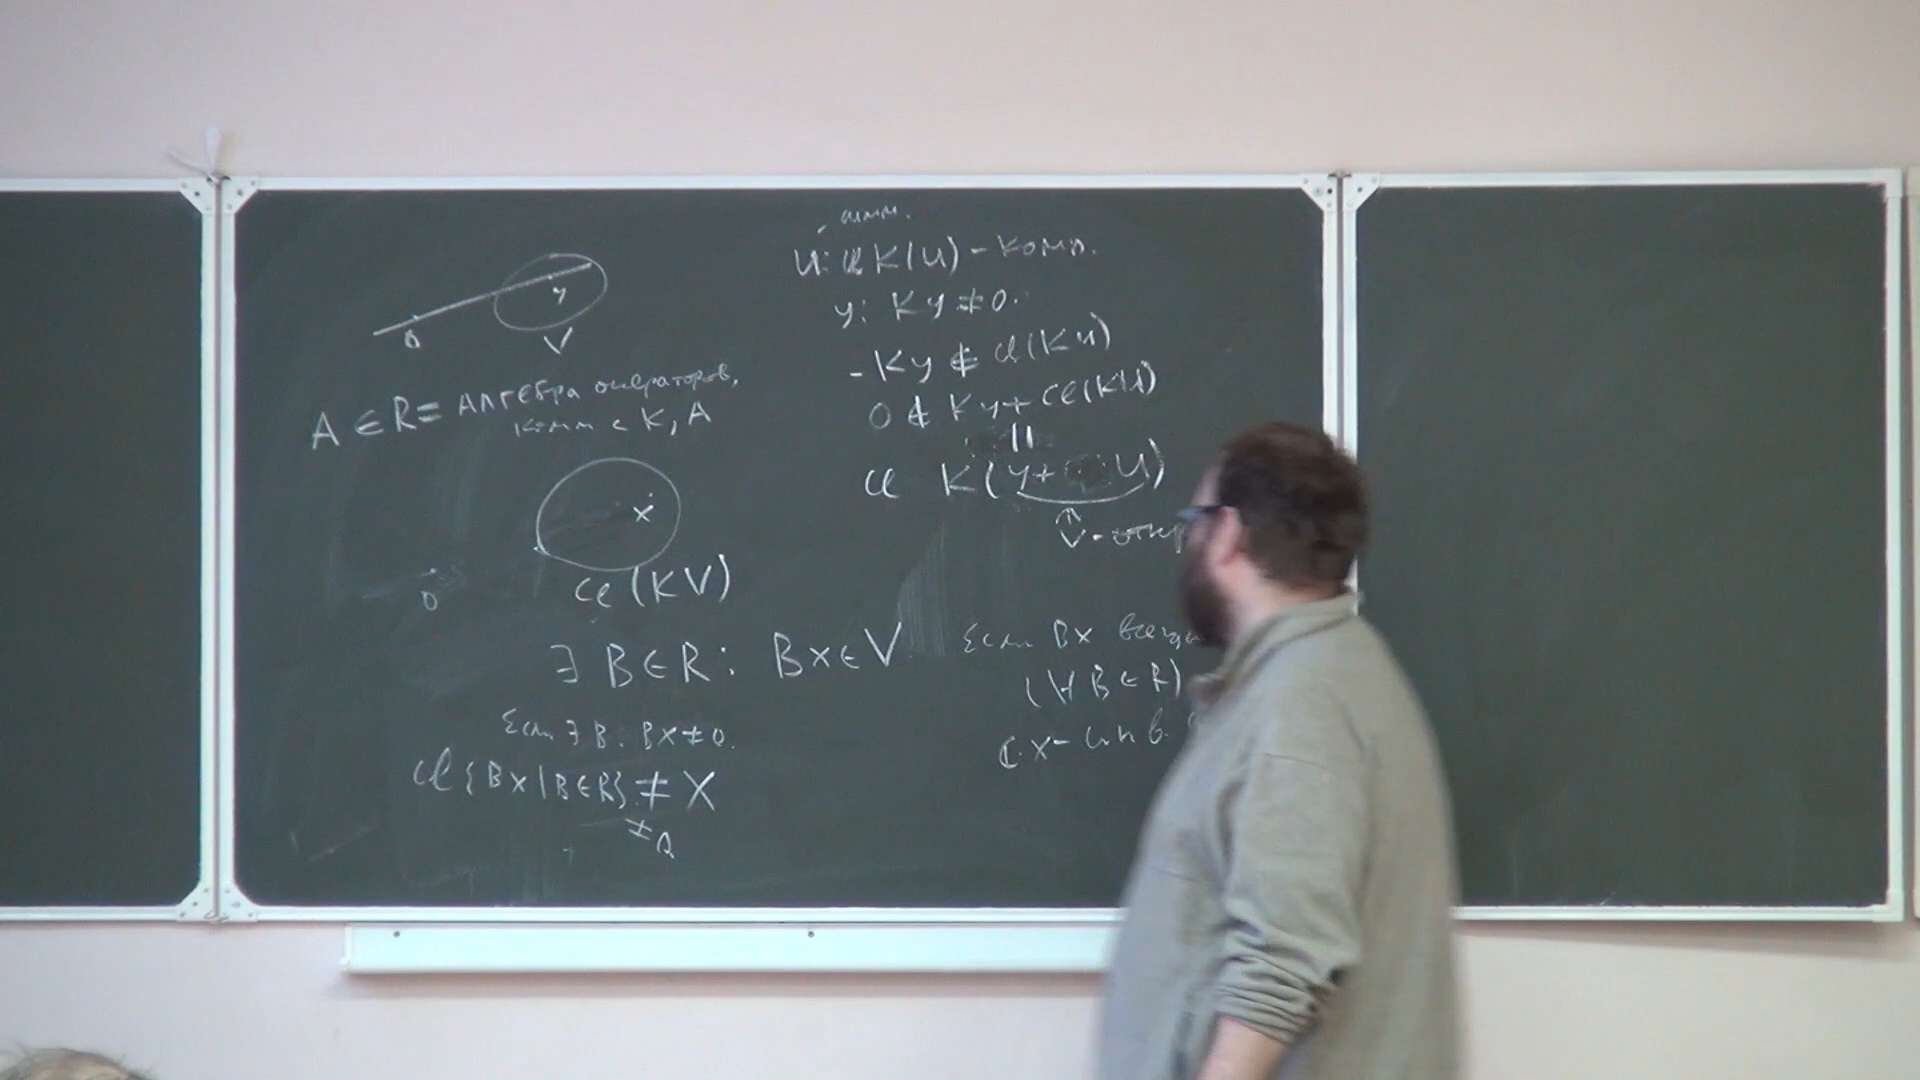 0
y
V
A ∈ R = Алгебра операторов,
комм с K, A
x
0
cl(KV)
∃ B ∈ R: Bx ∈ V
Если ∃ B: Bx ≠ 0.
cl{Bx | B ∈ R} ≠ X
≠ 0
симм.
U: cl K(U) - комп.
y: Ky ≠ 0.
-Ky ∉ cl(KU)
0 ∉ Ky + cl(KU)
||
cl K(y + U)
V - откр
Если Bx всегда
(∀ B ∈ R)
ℂ·x - инв.